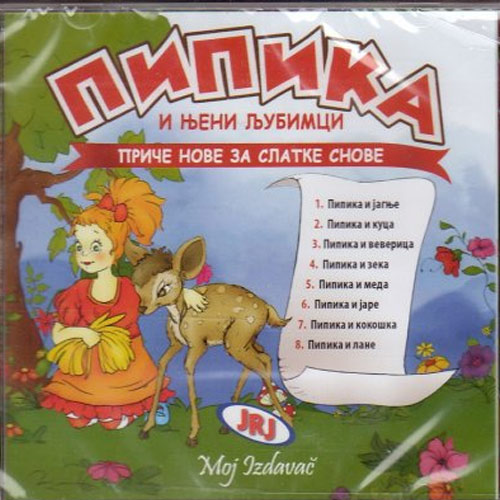 ПИПИКА
И ЊЕНИ ЉУБИМЦИ
ПРИЧЕ НОВЕ ЗА СЛАТКЕ СНОВЕ
1. Пипика и јагње
2. Пипика и куца
3. Пипика и веверица
4. Пипика и зека
5. Пипика и меда
6. Пипика и јаре
7. Пипика и кокошка
8. Пипика и лане
JRJ
Moj Izdavač